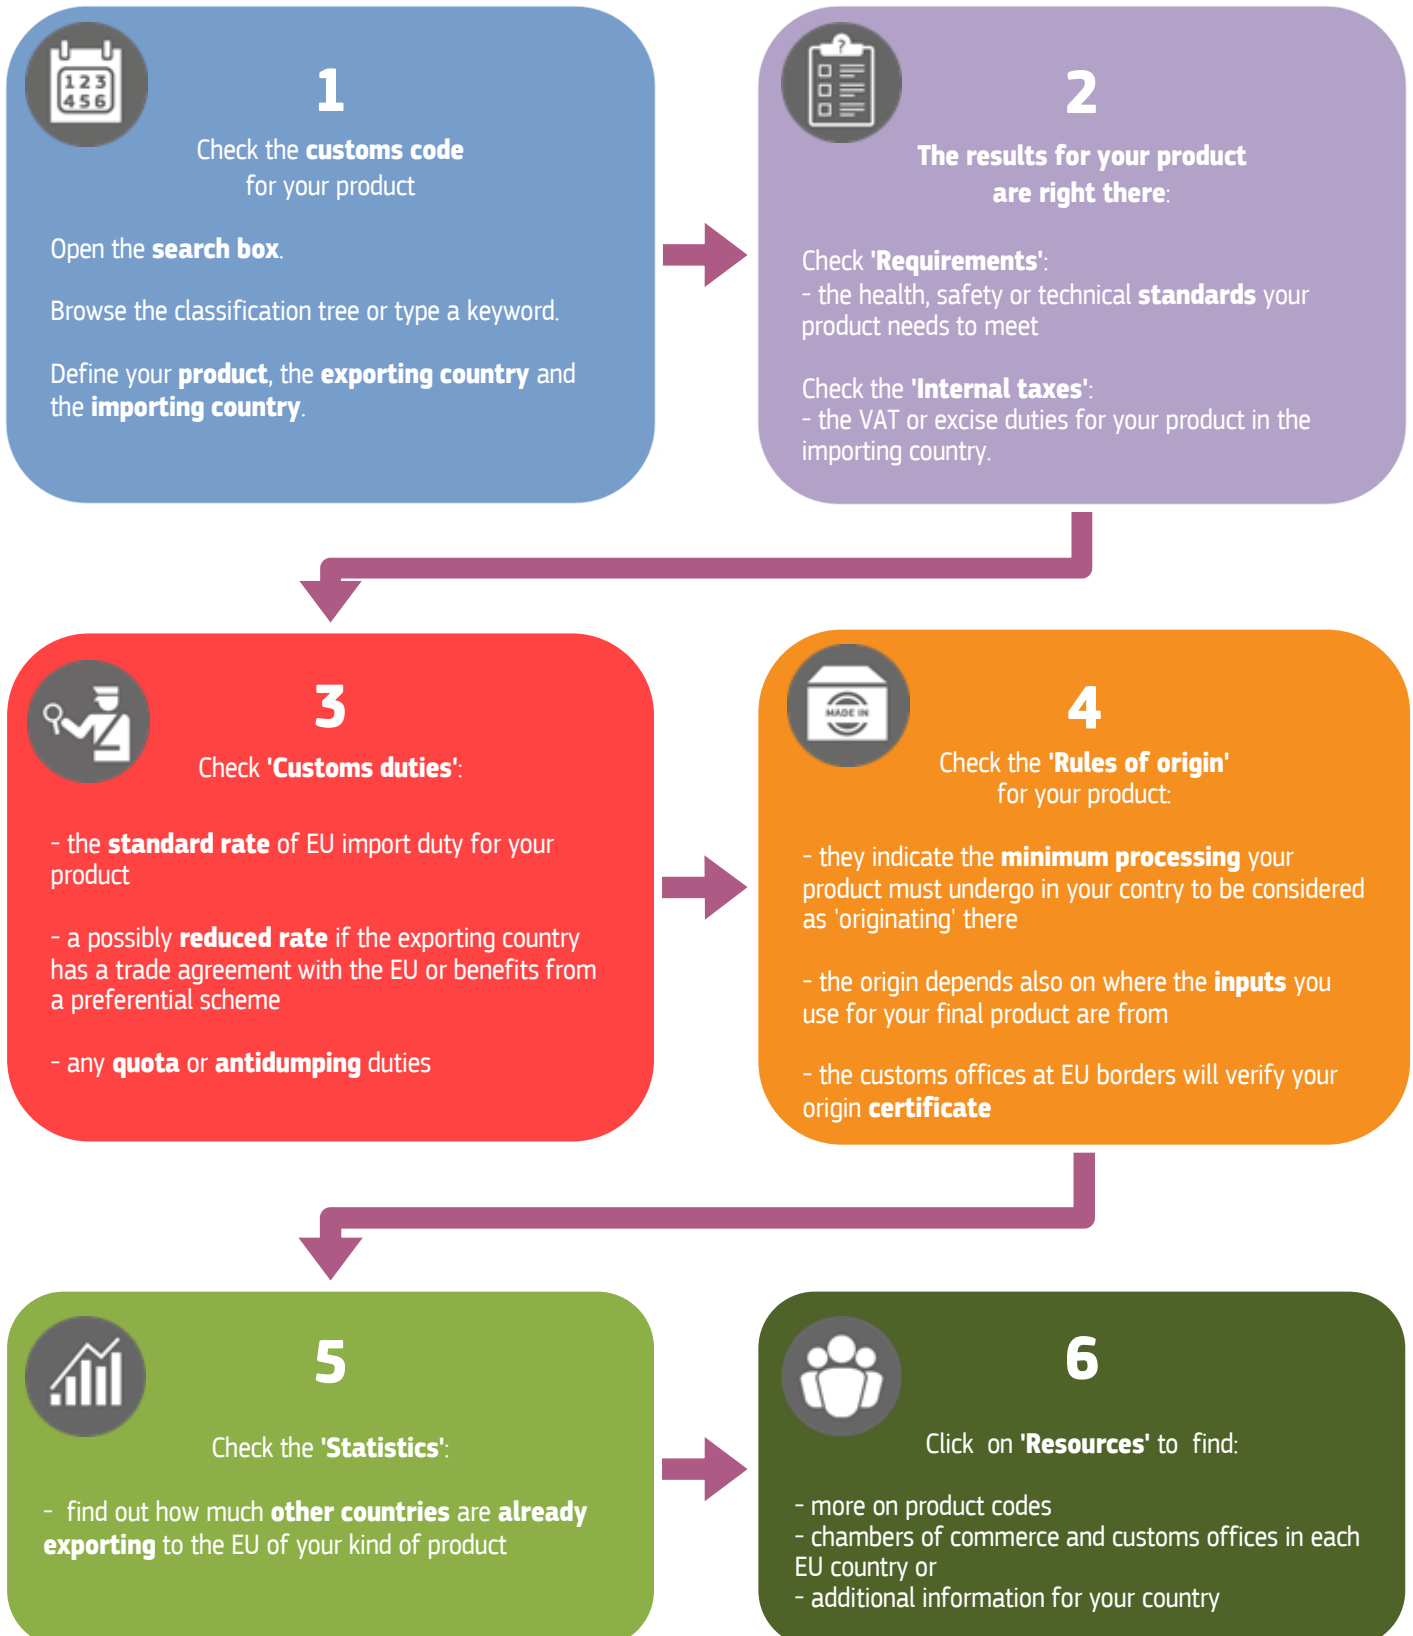 1 2 3
4 5 6
1
Check the customs code
for your product
Open the search box.
Browse the classification tree or type a keyword.
Define your product, the exporting country and
the importing country.
?
2
The results for your product
are right there:
Check 'Requirements':
- the health, safety or technical standards your
product needs to meet
Check the 'Internal taxes':
- the VAT or excise duties for your product in the
importing country.
3
Check 'Customs duties':
- the standard rate of EU import duty for your
product
- a possibly reduced rate if the exporting country
has a trade agreement with the EU or benefits from
a preferential scheme
- any quota or antidumping duties
MADE IN
4
Check the 'Rules of origin'
for your product:
- they indicate the minimum processing your
product must undergo in your contry to be considered
as 'originating' there
- the origin depends also on where the inputs you
use for your final product are from
- the customs offices at EU borders will verify your
origin certificate
5
Check the 'Statistics':
- find out how much other countries are already
exporting to the EU of your kind of product
6
Click on 'Resources' to find:
- more on product codes
- chambers of commerce and customs offices in each
EU country or
- additional information for your country